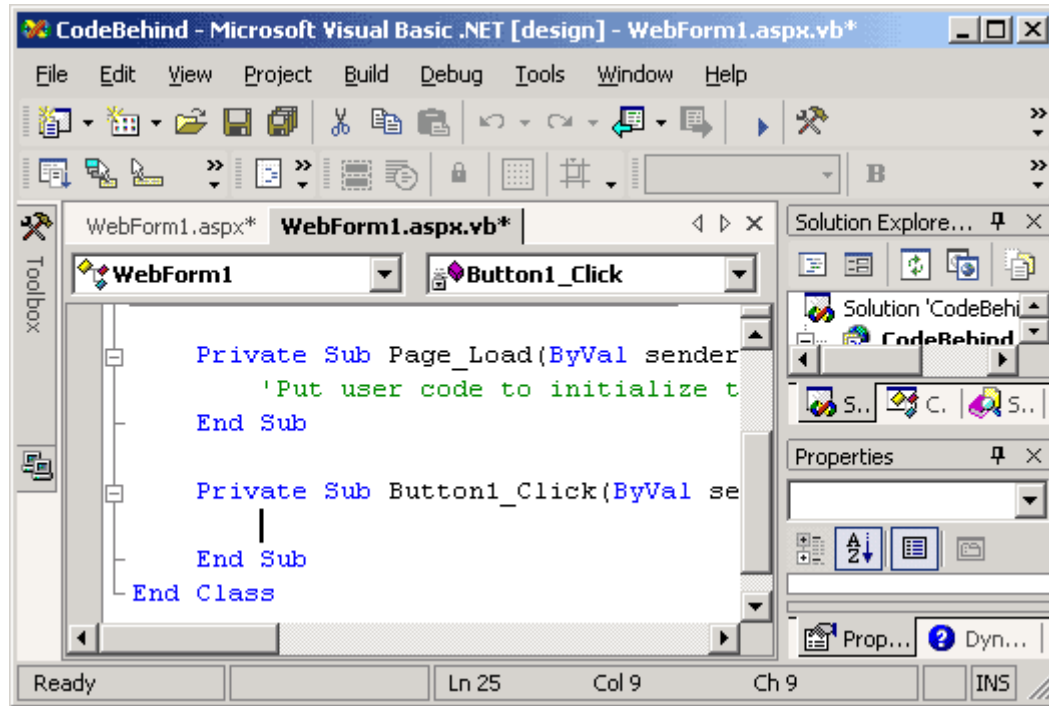 CodeBehind - Microsoft Visual Basic .NET [design] - WebForm1.aspx.vb*
File Edit View Project Build Debug Tools Window Help
B
Toolbox
WebForm1.aspx* WebForm1.aspx.vb*
WebForm1 Button1_Click
Private Sub Page_Load(ByVal sender
'Put user code to initialize t
End Sub
Private Sub Button1_Click(ByVal se
End Sub
End Class
Solution Explore...
Solution 'CodeBehi
CodeBehind
S.. C. S..
Properties
Prop... Dyn...
Ready Ln 25 Col 9 Ch 9 INS